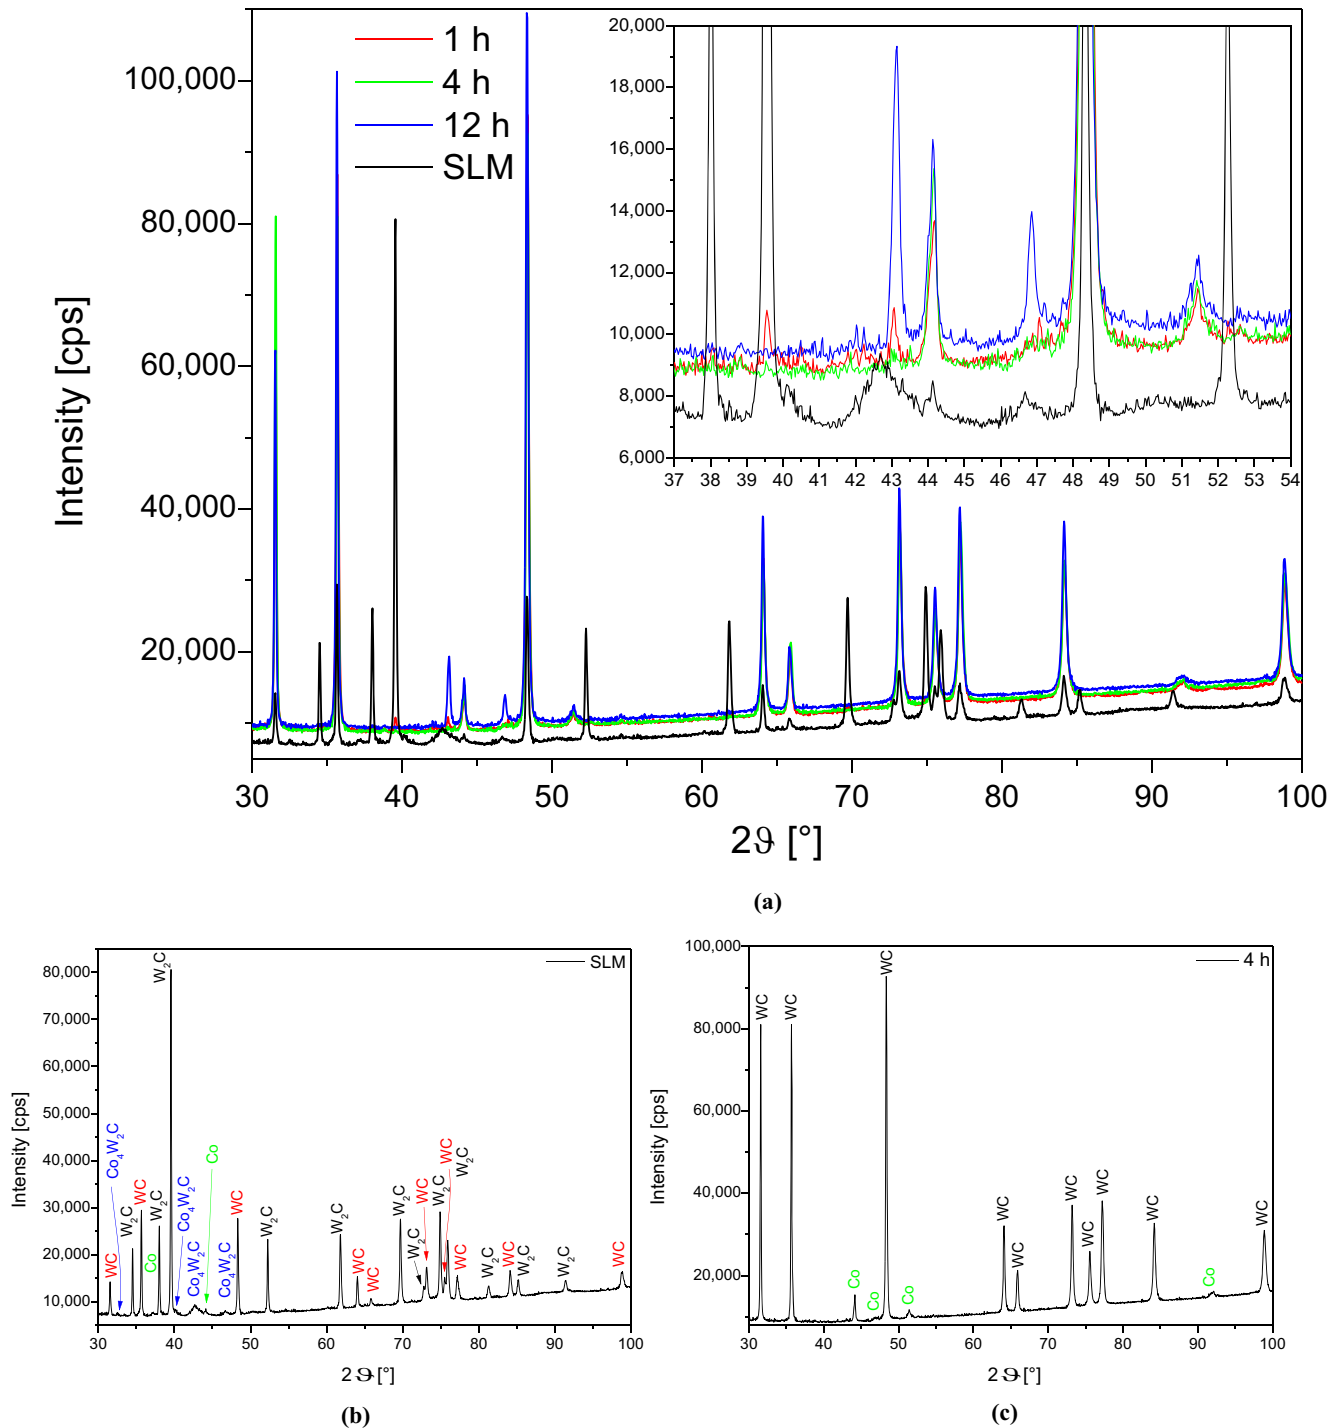 1 h
4 h
12 h
SLM
100,000
80,000
60,000
40,000
20,000
Intensity [cps]
30 40 50 60 70 80 90 100
2ϑ [°]
20,000
18,000
16,000
14,000
12,000
10,000
8,000
6,000
37 38 39 40 41 42 43 44 45 46 47 48 49 50 51 52 53 54
(a)
SLM
80,000
70,000
60,000
50,000
40,000
30,000
20,000
10,000
Intensity [cps]
WC
Co₄W₂C
W₂C
WC
Co
W₂C
W₂C
Co₄W₂C
Co₄W₂C
Co
Co₄W₂C
WC
W₂C
W₂C
WC
WC
W₂C
W₂C
WC
W₂C
WC
W₂C
WC
W₂C
WC
W₂C
W₂C
WC
30 40 50 60 70 80 90 100
2ϑ [°]
(b)
4 h
100,000
80,000
60,000
40,000
20,000
Intensity [cps]
WC
WC
Co
Co
WC
Co
WC
WC
WC
WC
WC
WC
Co
WC
30 40 50 60 70 80 90 100
2ϑ [°]
(c)